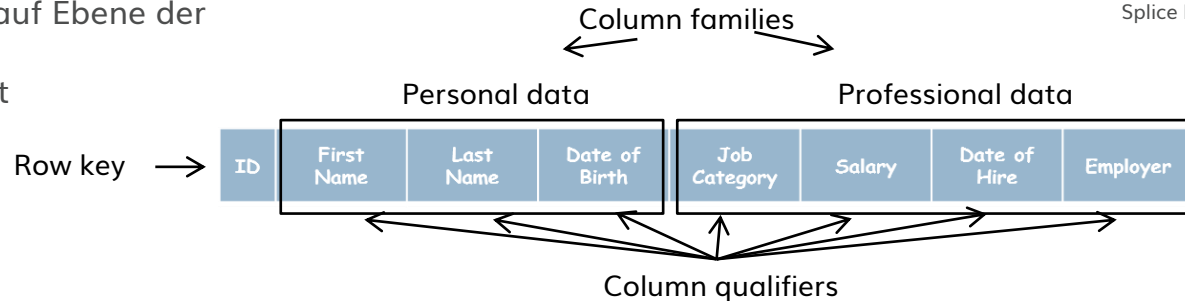 auf Ebene der
Column families
Splice
t
Personal data
Professional data
Row key
ID
First
Name
Last
Name
Date of
Birth
Job
Category
Salary
Date of
Hire
Employer
Column qualifiers